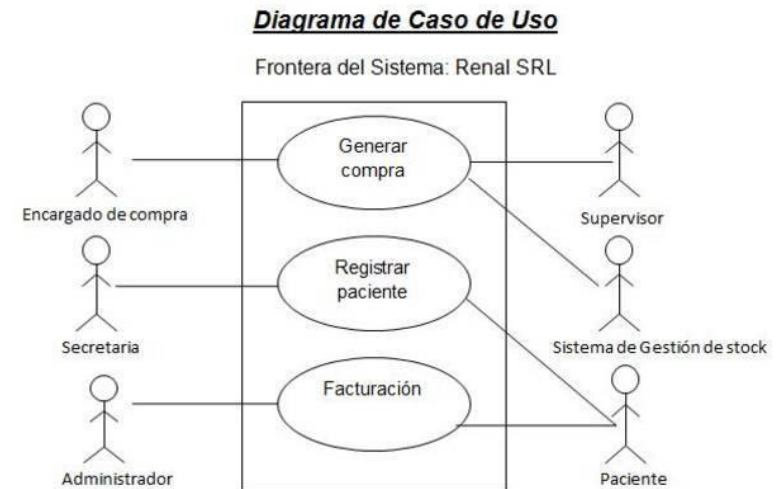 Diagrama de Caso de Uso
Frontera del Sistema: Renal SRL
Generar
compra
Encargado de compra
Supervisor
Registrar
paciente
Secretaria
Sistema de Gestión de stock
Facturación
Administrador
Paciente